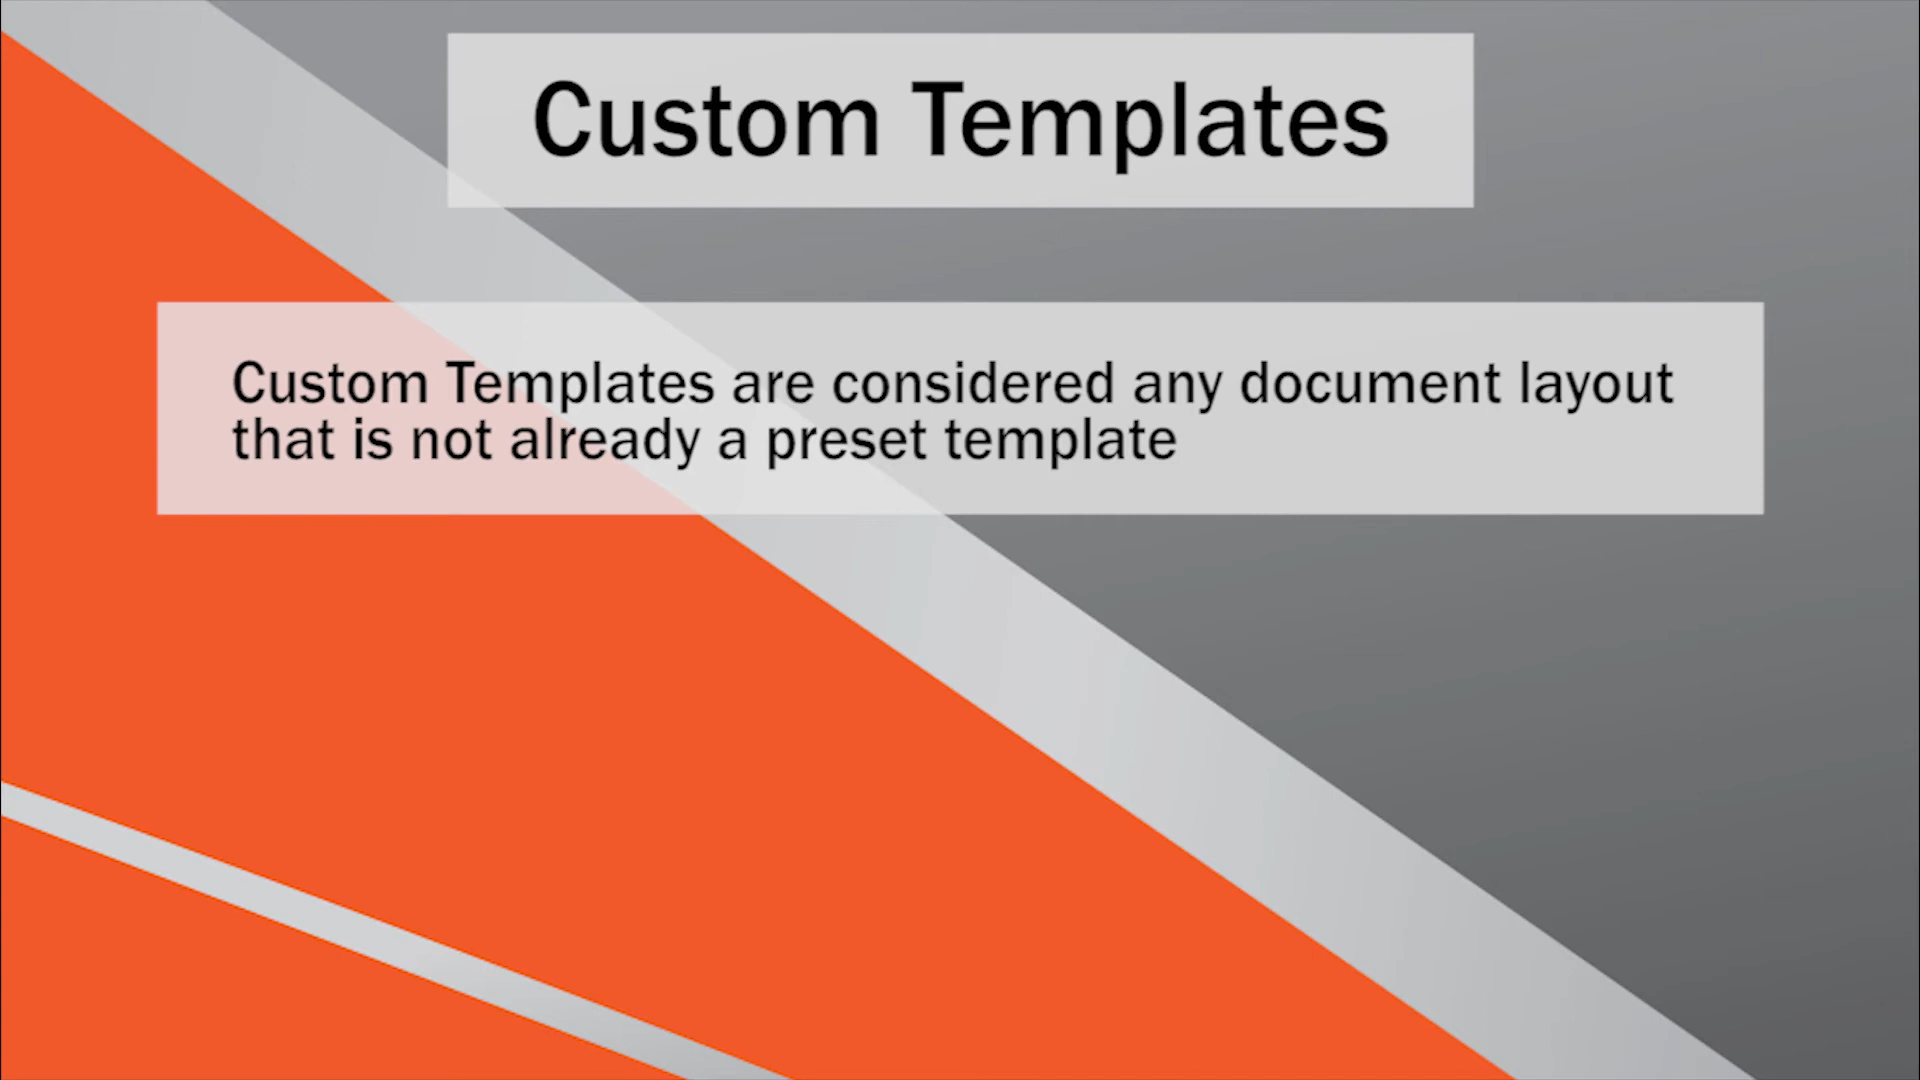 Custom Templates
Custom Templates are considered any document layout
that is not already a preset template